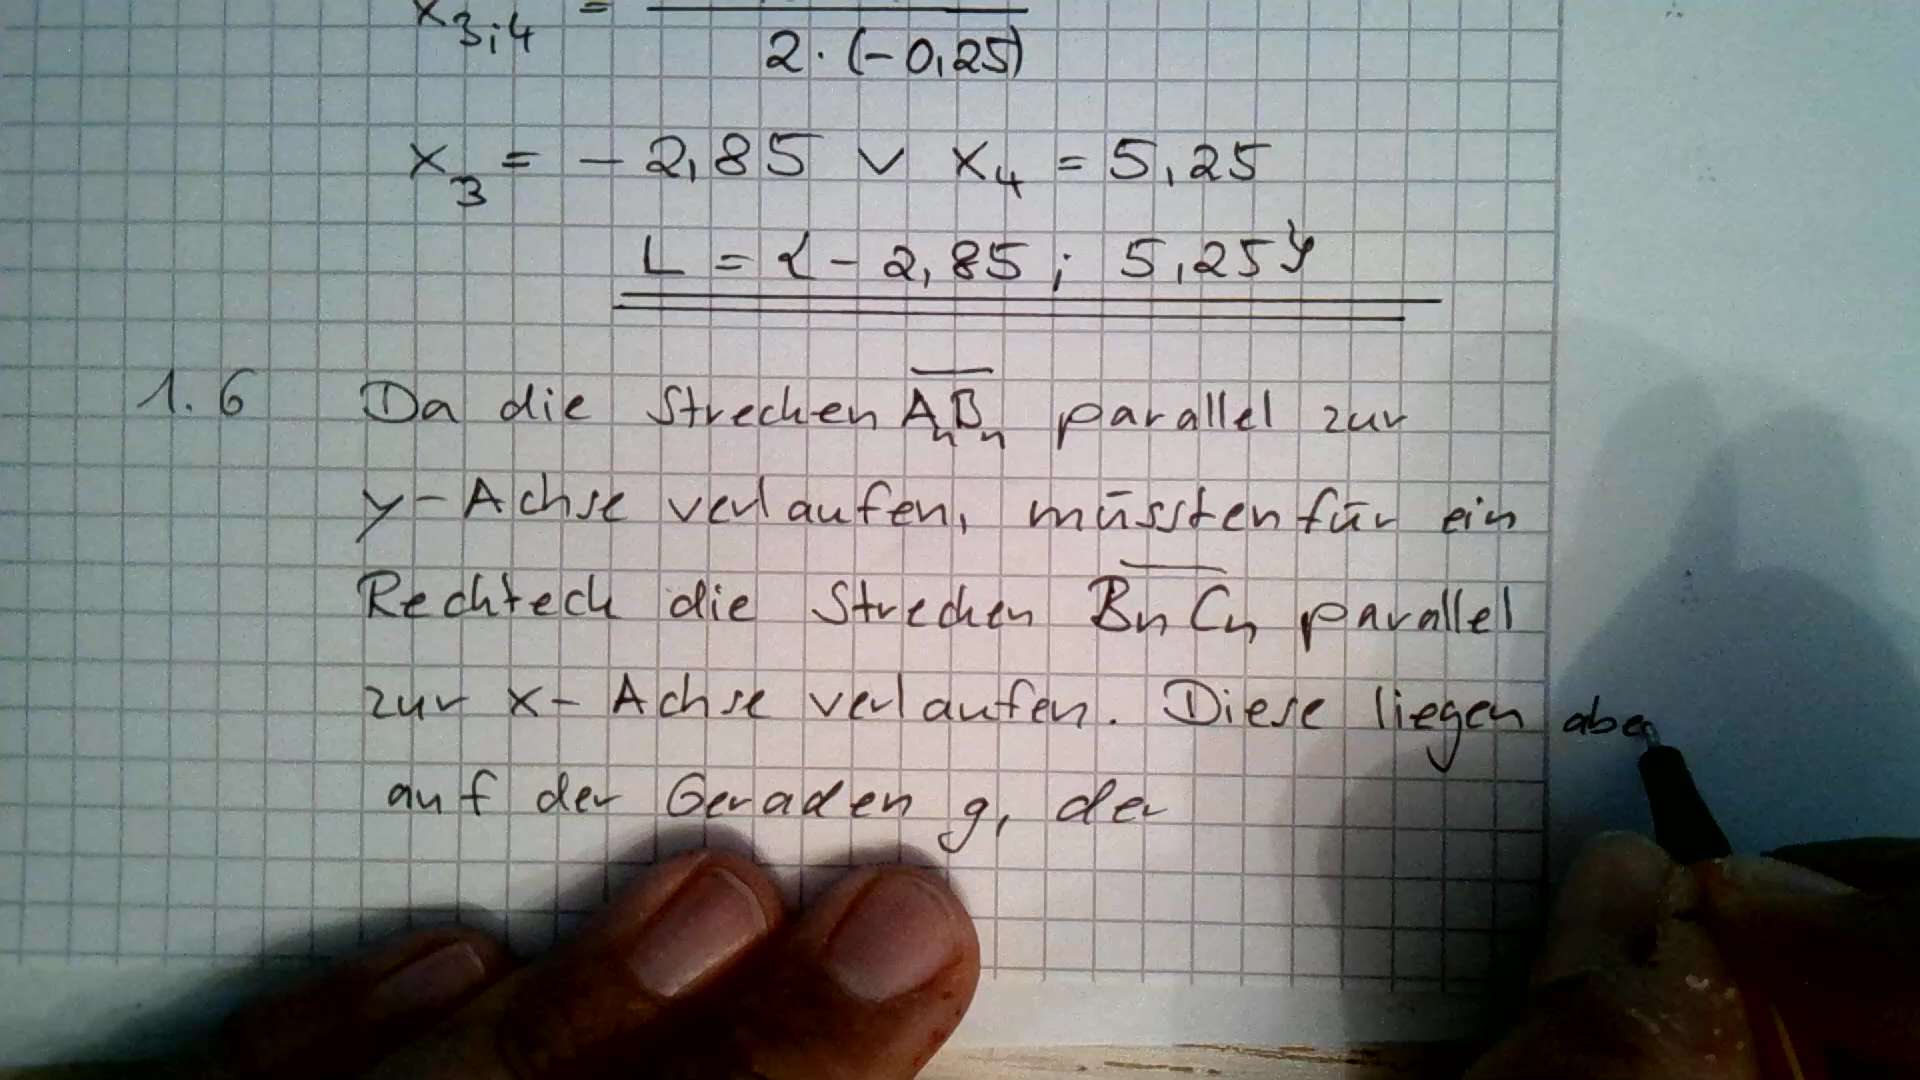 x₃;₄ =
2·(-0,25)
x₃ = -2,85 ∨ x₄ = 5,25
L = {-2,85; 5,25}
1.6 Da die Strecken AₙBₙ parallel zur
y-Achse verlaufen, müssten für ein
Rechteck die Strecken BₙCₙ parallel
zur x-Achse verlaufen. Diese liegen aber
auf der Geraden g, der